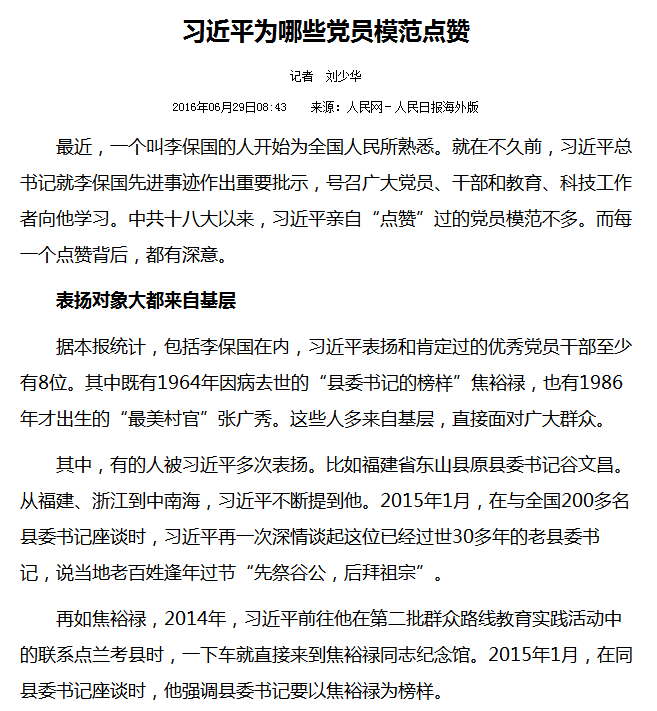 习近平为哪些党员模范点赞
记者　刘少华
2016年06月29日08:43　　来源：人民网－人民日报海外版
最近，一个叫李保国的人开始为全国人民所熟悉。就在不久前，习近平总
书记就李保国先进事迹作出重要批示，号召广大党员、干部和教育、科技工作
者向他学习。中共十八大以来，习近平亲自“点赞”过的党员模范不多。而每
一个点赞背后，都有深意。
表扬对象大都来自基层
据本报统计，包括李保国在内，习近平表扬和肯定过的优秀党员干部至少
有8位。其中既有1964年因病去世的“县委书记的榜样”焦裕禄，也有1986
年才出生的“最美村官”张广秀。这些人多来自基层，直接面对广大群众。
其中，有的人被习近平多次表扬。比如福建省东山县原县委书记谷文昌。
从福建、浙江到中南海，习近平不断提到他。2015年1月，在与全国200多名
县委书记座谈时，习近平再一次深情谈起这位已经过世30多年的老县委书
记，说当地老百姓逢年过节“先祭谷公，后拜祖宗”。
再如焦裕禄，2014年，习近平前往他在第二批群众路线教育实践活动中
的联系点兰考县时，一下车就直接来到焦裕禄同志纪念馆。2015年1月，在同
县委书记座谈时，他强调县委书记要以焦裕禄为榜样。